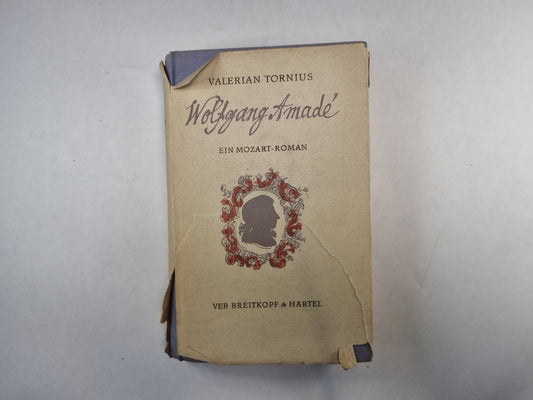 VALERIAN TORNIUS
Wolfgang Amadé
EIN MOZART-ROMAN
VEB BREITKOPF & HÄRTEL